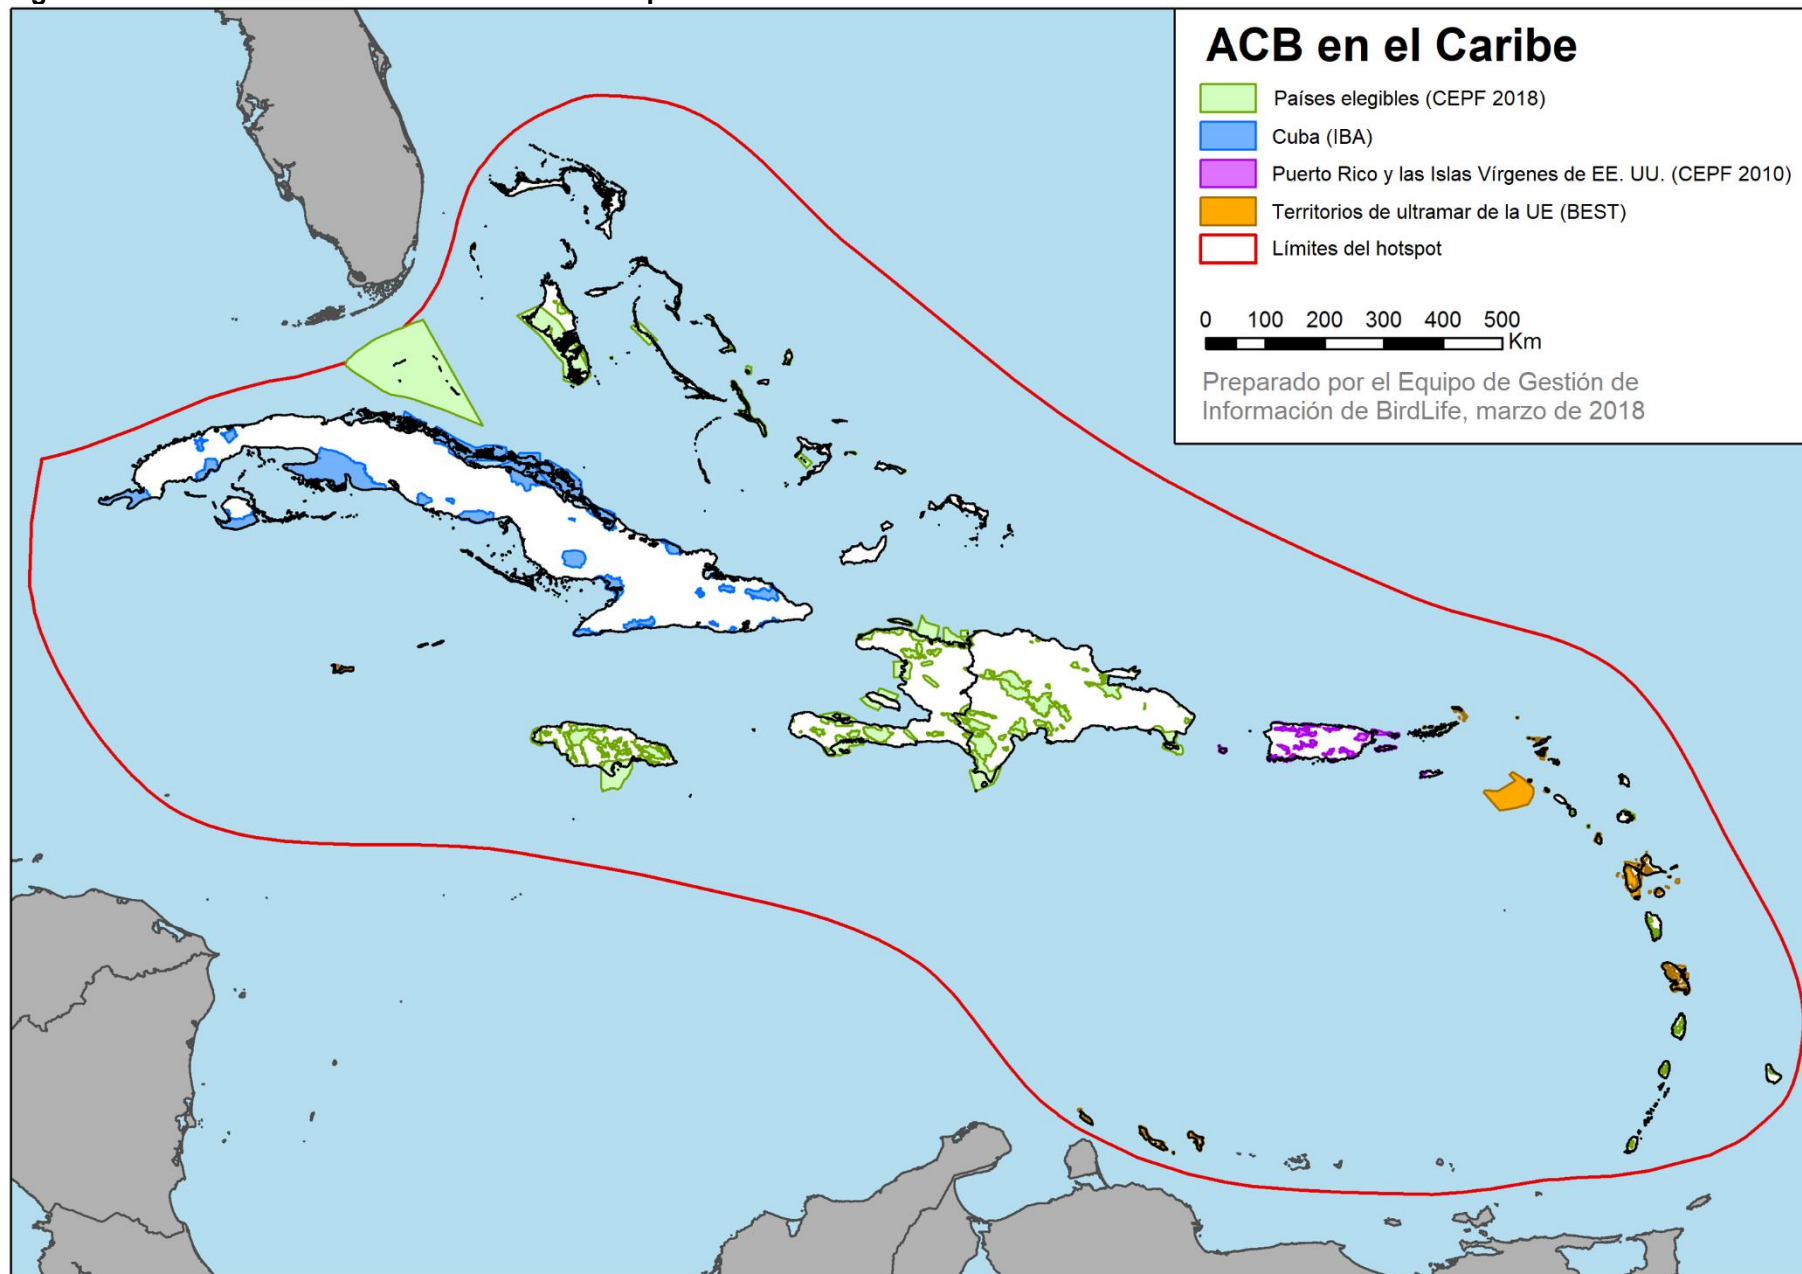 ACB en el Caribe
Países elegibles (CEPF 2018)
Cuba (IBA)
Puerto Rico y las Islas Vírgenes de EE. UU. (CEPF 2010)
Territorios de ultramar de la UE (BEST)
Límites del hotspot
0 100 200 300 400 500
Km
Preparado por el Equipo de Gestión de
Información de BirdLife, marzo de 2018